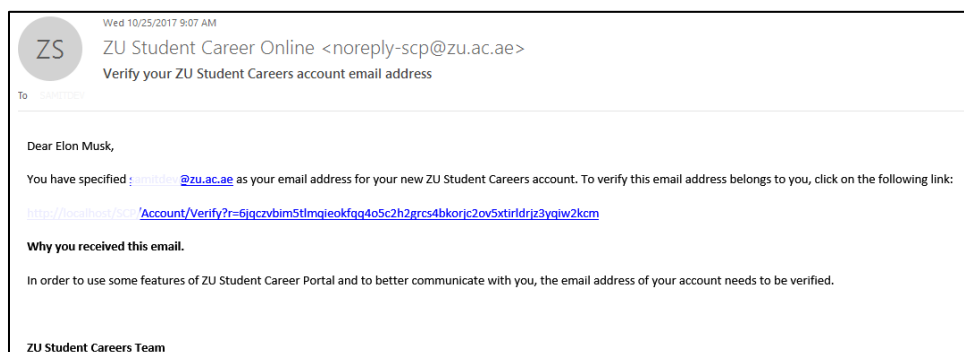 Wed 10/25/2017 9:07 AM
ZS
ZU Student Career Online <noreply-scp@zu.ac.ae>
Verify your ZU Student Careers account email address
To SAMITDEV
Dear Elon Musk,
You have specified samitdev@zu.ac.ae as your email address for your new ZU Student Careers account. To verify this email address belongs to you, click on the following link:
http://localhost/SCP/Account/Verify?r=6jqczvbim5tlmqieokfqq4o5c2h2grcs4bkorjc2ov5xtirldrjz3yqiw2kcm
Why you received this email.
In order to use some features of ZU Student Career Portal and to better communicate with you, the email address of your account needs to be verified.
ZU Student Careers Team